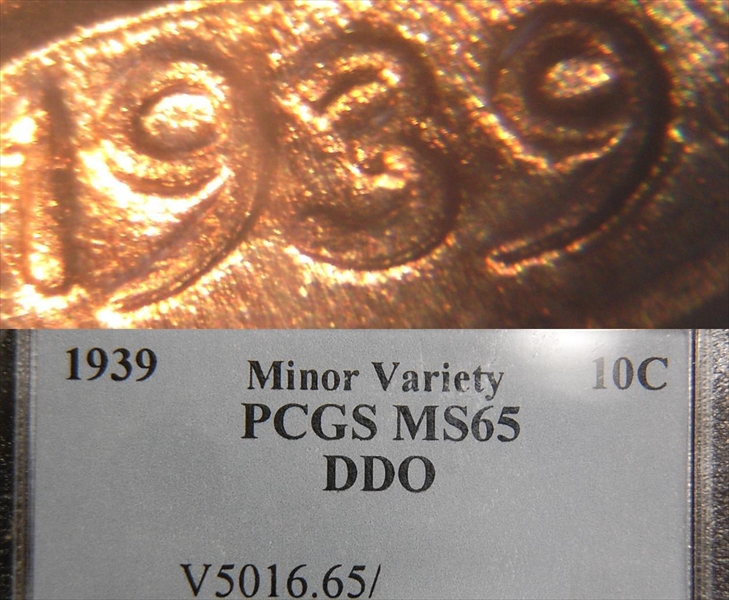 1939
1939 Minor Variety 10C
PCGS MS65
DDO
V5016.65/